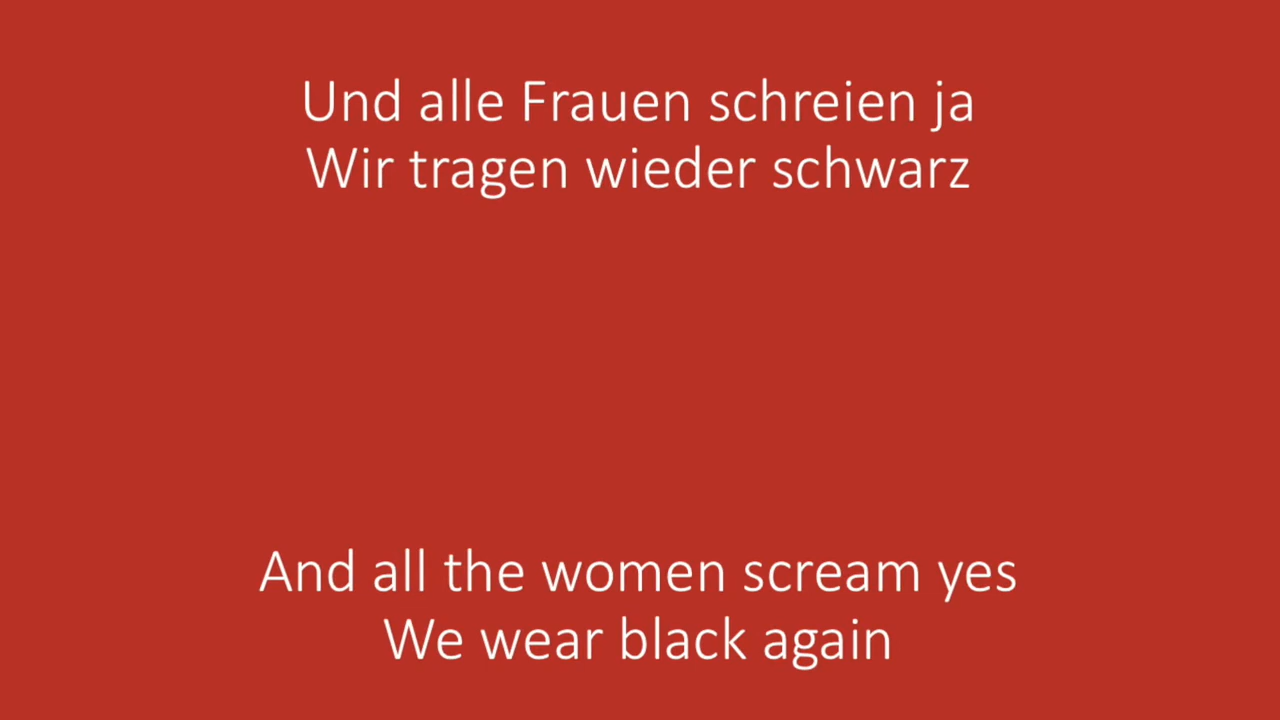 Und alle Frauen schreien ja
Wir tragen wieder schwarz
And all the women scream yes
We wear black again